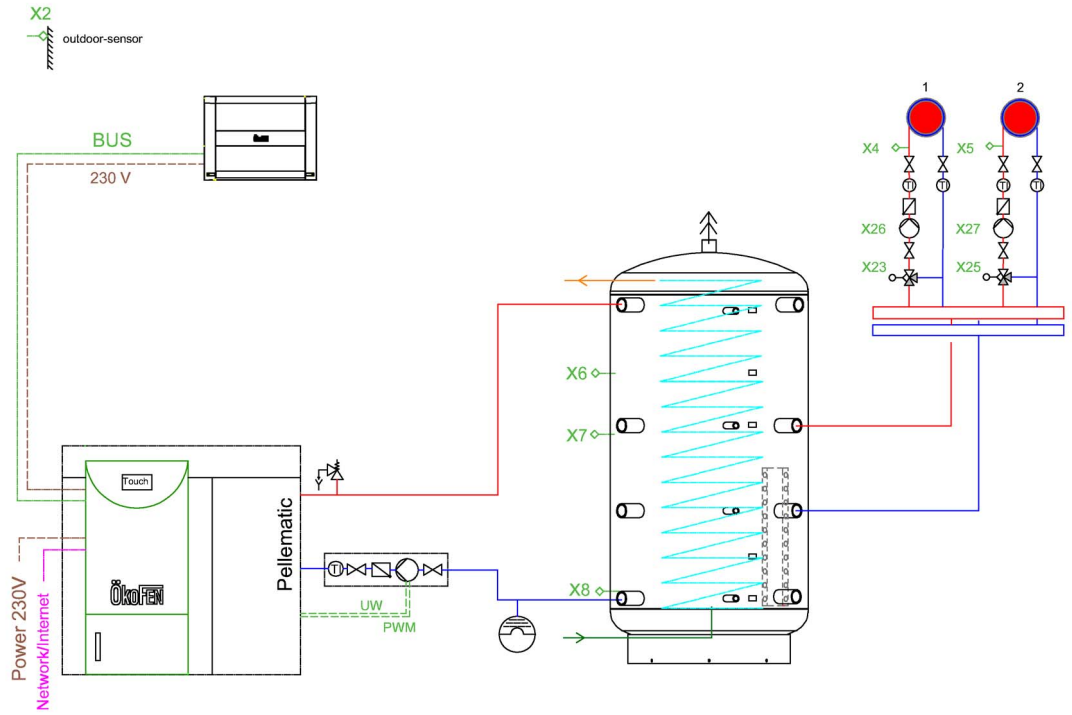 X2
outdoor-sensor
1
2
BUS
X4
X5
230 V
X26
X27
X23
X25
X6
X7
Touch
Pellematic
TI
ÖkoFEN
X8
UW
PWM
Power 230V
Network/Internet